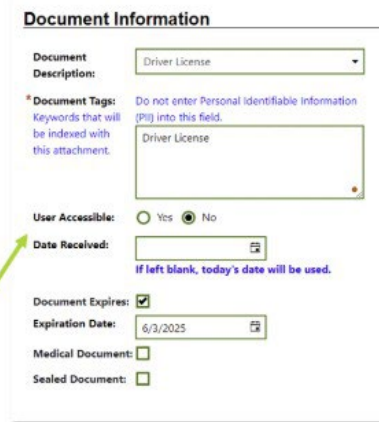 Document Information
Document Description:
Driver License
*Document Tags:
Keywords that will be indexed with this attachment.
Do not enter Personal Identifiable Information (PII) into this field.
Driver License
User Accessible:
Yes No
Date Received:
If left blank, today's date will be used.
Document Expires:
Expiration Date:
6/3/2025
Medical Document:
Sealed Document: